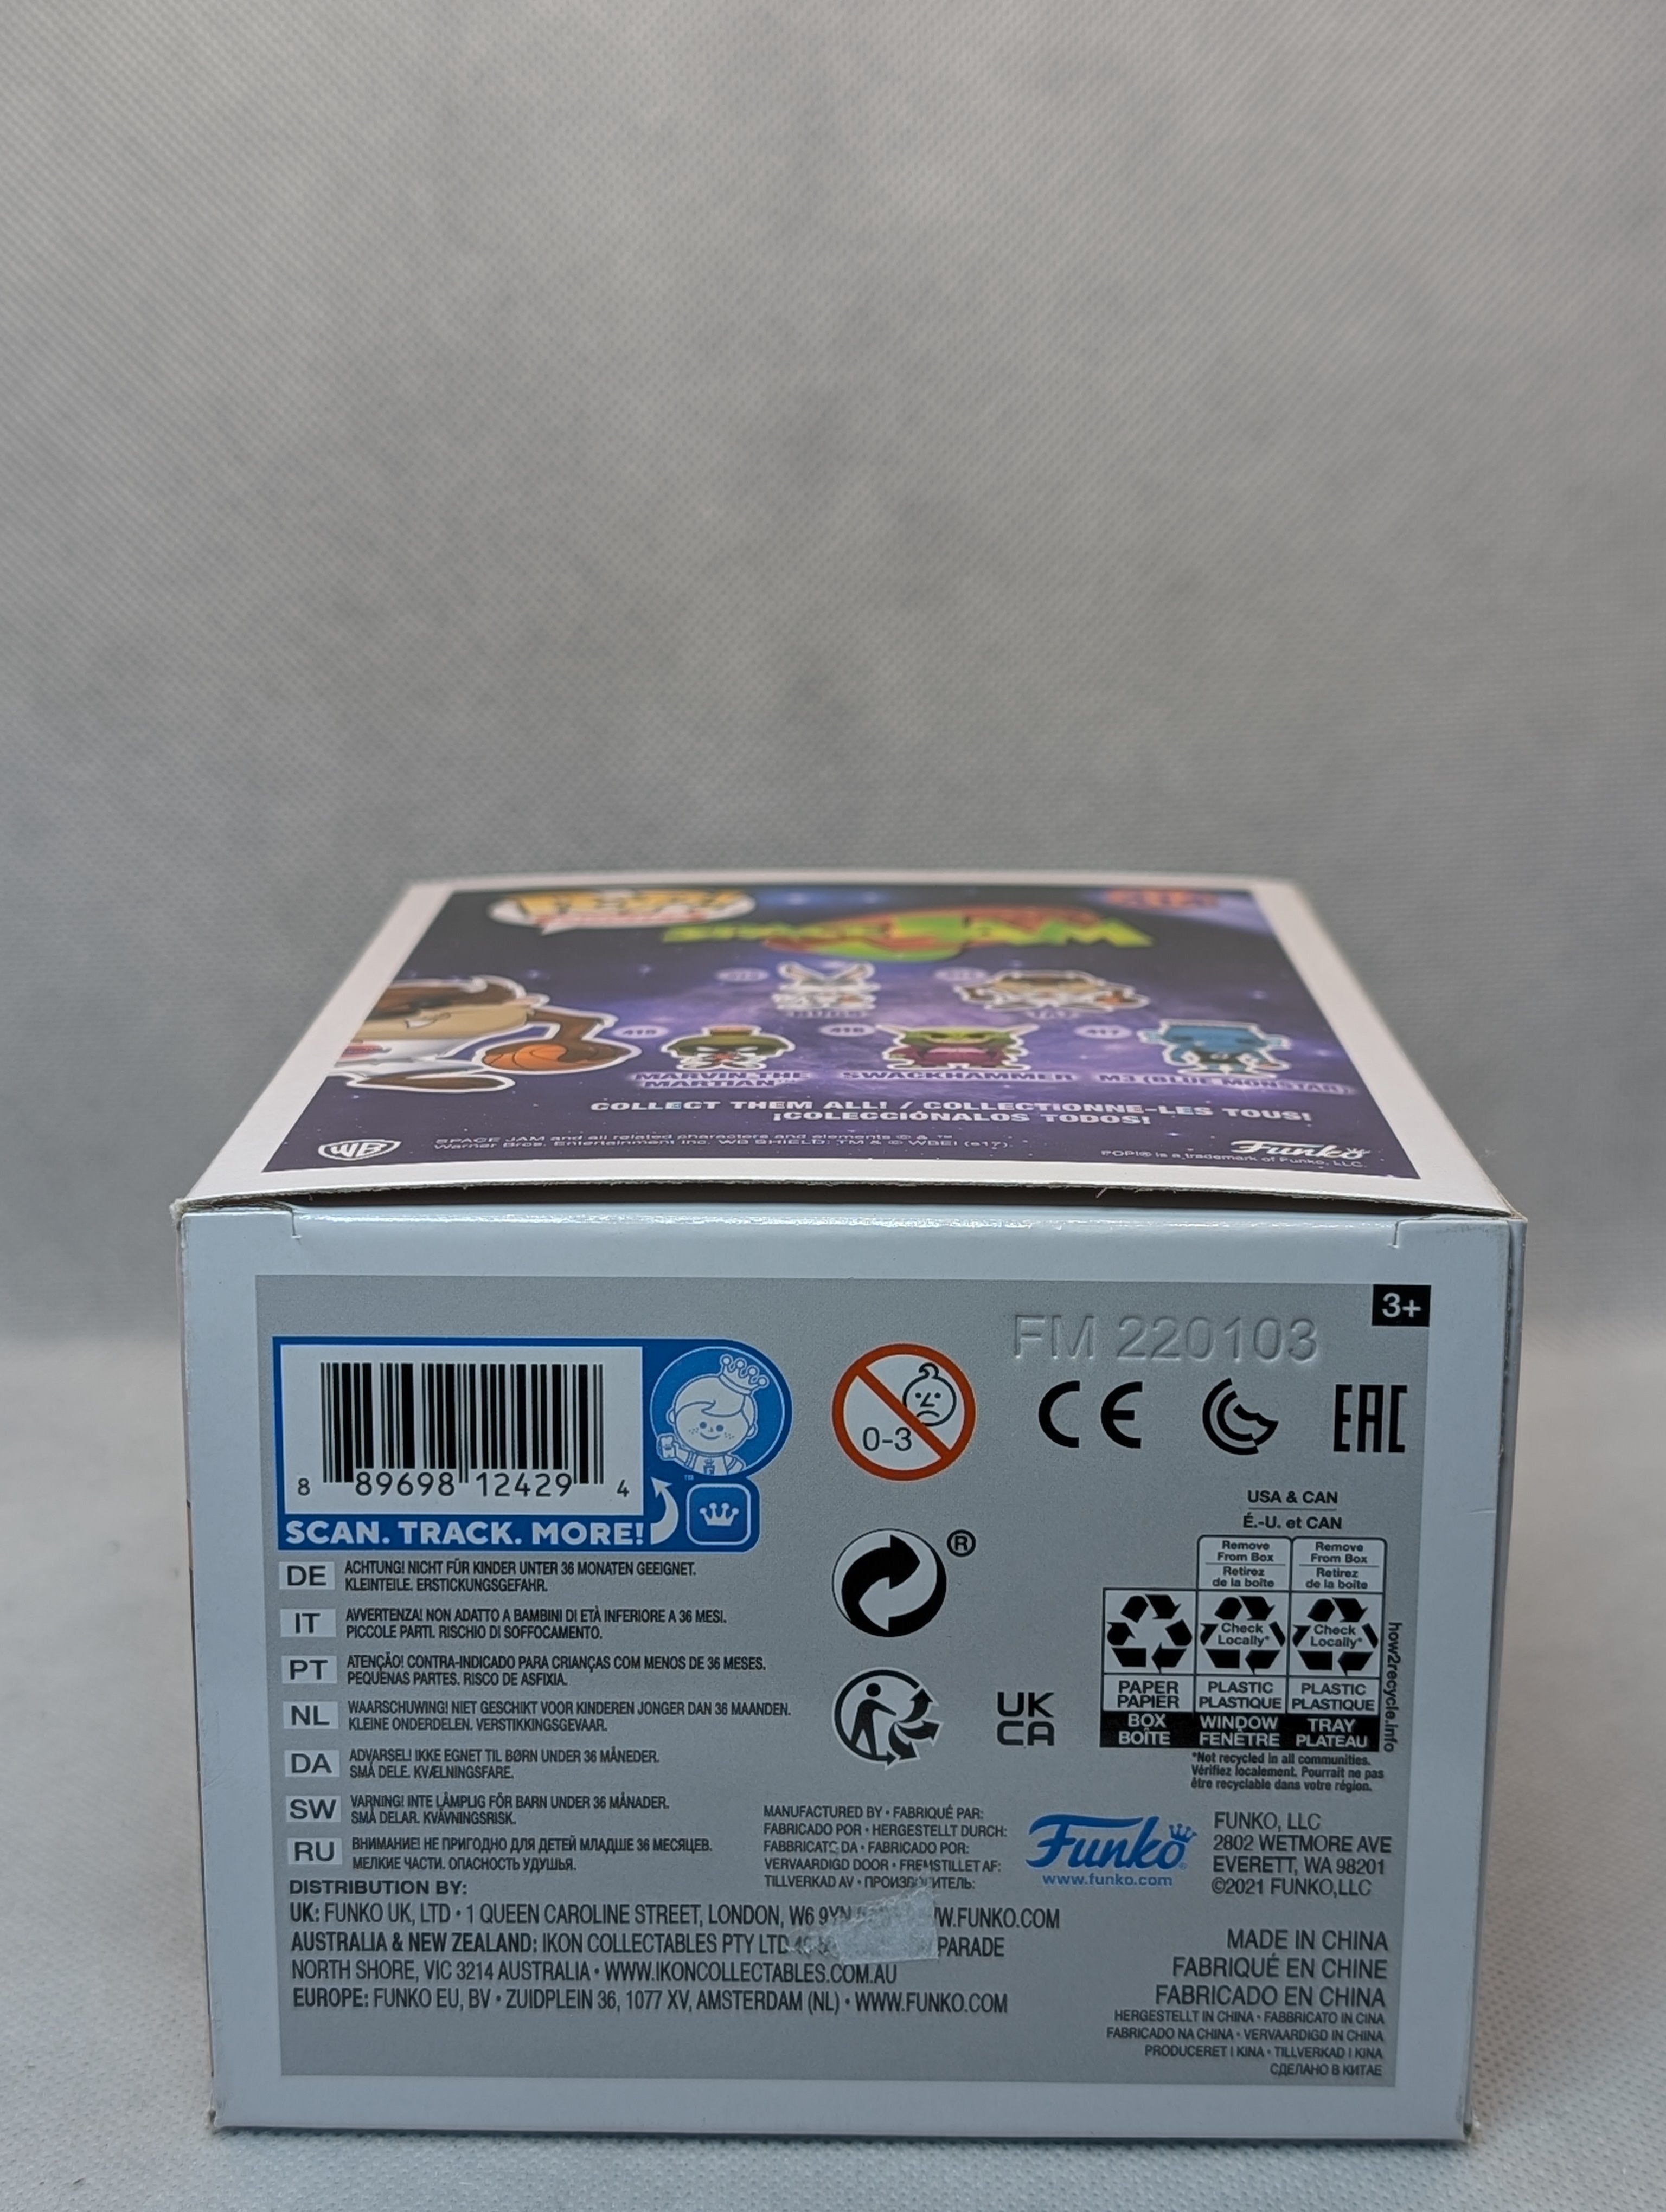 SPACE JAM
BUGS
TAZ
415
416
417
MARVIN THE
MARTIAN
SWACKHAMMER
M3 (BLUE MONSTAR)
COLLECT THEM ALL! / COLLECTIONNE-LES TOUS!
¡COLECCIÓNALOS TODOS!
WB
SPACE JAM and all related characters and elements © & ™
Warner Bros. Entertainment Inc. WB SHIELD: TM & © WBEI (s17).
Funko
POP!® is a trademark of Funko, LLC.
3+
FM 220103
8 89698 12429 4
SCAN. TRACK. MORE!
™
0-3
CE
EAC
®
UK
CA
USA & CAN
É.-U. et CAN
Remove
From Box
Retirez
de la boîte
Remove
From Box
Retirez
de la boîte
Check
Locally*
Check
Locally*
PAPER
PAPIER
PLASTIC
PLASTIQUE
PLASTIC
PLASTIQUE
BOX
BOÎTE
WINDOW
FENÊTRE
TRAY
PLATEAU
how2recycle.info
*Not recycled in all communities.
Vérifiez localement. Pourrait ne pas
être recyclable dans votre région.
DE ACHTUNG! NICHT FÜR KINDER UNTER 36 MONATEN GEEIGNET.
KLEINTEILE. ERSTICKUNGSGEFAHR.
IT AVVERTENZA! NON ADATTO A BAMBINI DI ETÀ INFERIORE A 36 MESI.
PICCOLE PARTI. RISCHIO DI SOFFOCAMENTO.
PT ATENÇÃO! CONTRA-INDICADO PARA CRIANÇAS COM MENOS DE 36 MESES.
PEQUENAS PARTES. RISCO DE ASFIXIA.
NL WAARSCHUWING! NIET GESCHIKT VOOR KINDEREN JONGER DAN 36 MAANDEN.
KLEINE ONDERDELEN. VERSTIKKINGSGEVAAR.
DA ADVARSEL! IKKE EGNET TIL BØRN UNDER 36 MÅNEDER.
SMÅ DELE. KVÆLNINGSFARE.
SW VARNING! INTE LÄMPLIG FÖR BARN UNDER 36 MÅNADER.
SMÅ DELAR. KVÄVNINGSRISK.
RU ВНИМАНИЕ! НЕ ПРИГОДНО ДЛЯ ДЕТЕЙ МЛАДШЕ 36 МЕСЯЦЕВ.
МЕЛКИЕ ЧАСТИ. ОПАСНОСТЬ УДУШЬЯ.
MANUFACTURED BY • FABRIQUÉ PAR:
FABRICADO POR • HERGESTELLT DURCH:
FABBRICATO DA • FABRICADO POR:
VERVAARDIGD DOOR • FREMSTILLET AF:
TILLVERKAD AV • ПРОИЗВОДИТЕЛЬ:
Funko
www.funko.com
FUNKO, LLC
2802 WETMORE AVE
EVERETT, WA 98201
©2021 FUNKO,LLC
DISTRIBUTION BY:
UK: FUNKO UK, LTD • 1 QUEEN CAROLINE STREET, LONDON, W6 9YN W.FUNKO.COM
AUSTRALIA & NEW ZEALAND: IKON COLLECTABLES PTY LTD PARADE
NORTH SHORE, VIC 3214 AUSTRALIA • WWW.IKONCOLLECTABLES.COM.AU
EUROPE: FUNKO EU, BV • ZUIDPLEIN 36, 1077 XV, AMSTERDAM (NL) • WWW.FUNKO.COM
MADE IN CHINA
FABRIQUÉ EN CHINE
FABRICADO EN CHINA
HERGESTELLT IN CHINA • FABBRICATO IN CINA
FABRICADO NA CHINA • VERVAARDIGD IN CHINA
PRODUCERET I KINA • TILLVERKAD I KINA
СДЕЛАНО В КИТАЕ